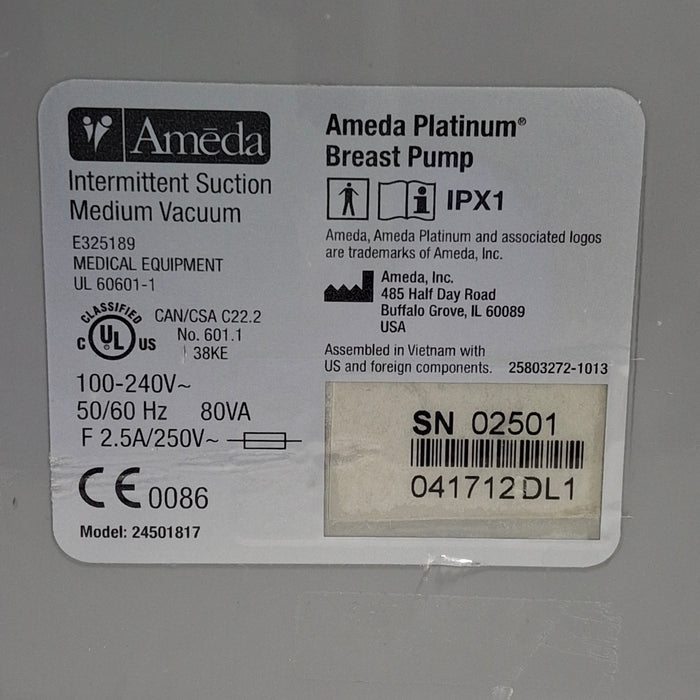 Amēda
Intermittent Suction
Medium Vacuum
E325189
MEDICAL EQUIPMENT
UL 60601-1
CLASSIFIED
C UL US
CAN/CSA C22.2
No. 601.1
38KE
100-240V~
50/60 Hz 80VA
F 2.5A/250V~
CE 0086
Model: 24501817
Ameda Platinum®
Breast Pump
IPX1
Ameda, Ameda Platinum and associated logos
are trademarks of Ameda, Inc.
Ameda, Inc.
485 Half Day Road
Buffalo Grove, IL 60089
USA
Assembled in Vietnam with
US and foreign components. 25803272-1013
SN 02501
041712DL1